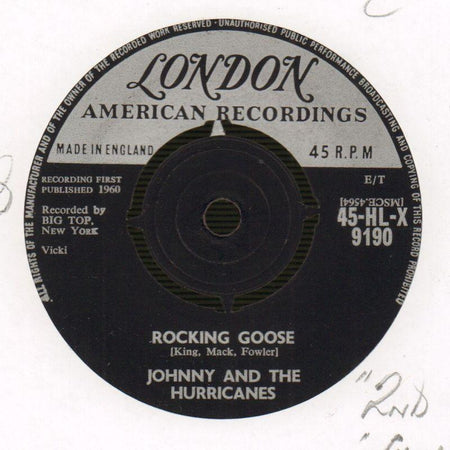 ALL RIGHTS OF THE MANUFACTURER AND OF THE OWNER OF THE RECORDED WORK RESERVED - UNAUTHORISED PUBLIC PERFORMANCE BROADCASTING AND COPYING OF THIS RECORD PROHIBITED
LONDON
AMERICAN RECORDINGS
MADE IN ENGLAND
45 R.P.M
RECORDING FIRST
PUBLISHED 1960
E/T
Recorded by
BIG TOP,
New York
[MSCE.4564]
45-HL-X
9190
Vicki
ROCKING GOOSE
[King, Mack, Fowler]
JOHNNY AND THE
HURRICANES
"2ND